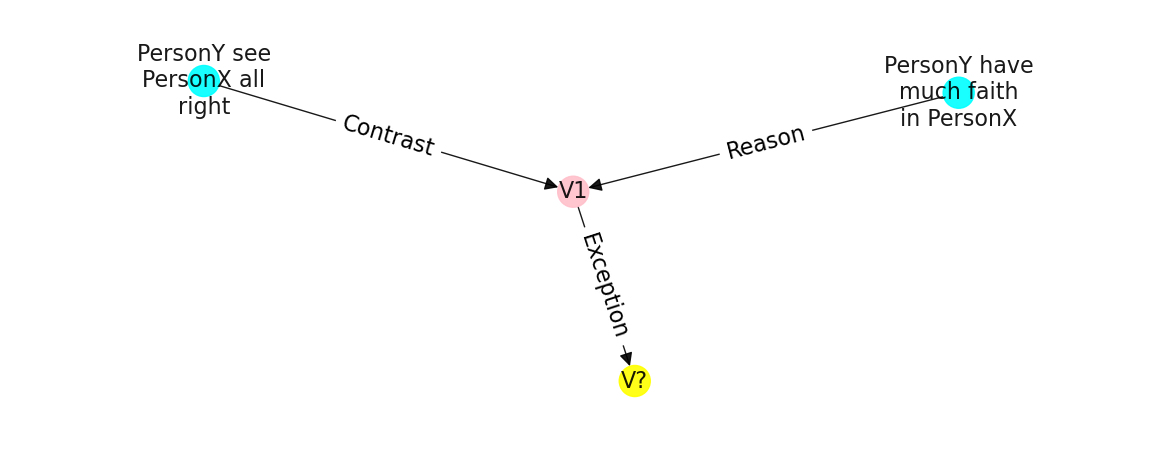 PersonY see
PersonX all
right
PersonY have
much faith
in PersonX
Contrast
Reason
V1
Exception
V?